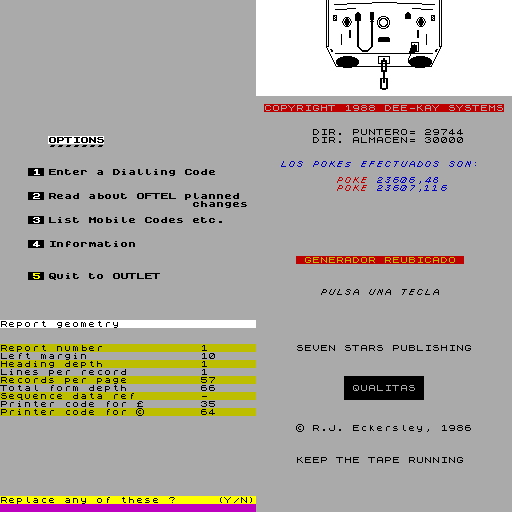 OPTIONS
1 Enter a Dialling Code
2 Read about OFTEL planned
changes
3 List Mobile Codes etc.
4 Information
5 Quit to OUTLET
COPYRIGHT 1988 DEE-KAY SYSTEMS
DIR. PUNTERO= 29744
DIR. ALMACEN= 30000
LOS POKEs EFECTUADOS SON:
POKE 23606,48
POKE 23607,116
GENERADOR REUBICADO
PULSA UNA TECLA
Report geometry
Report number 1
Left margin 10
Heading depth 1
Lines per record 1
Records per page 57
Total form depth 66
Sequence data ref -
Printer code for £ 35
Printer code for © 64
Replace any of these ? (Y/N)
SEVEN STARS PUBLISHING
QUALITAS
© R.J. Eckersley, 1986
KEEP THE TAPE RUNNING